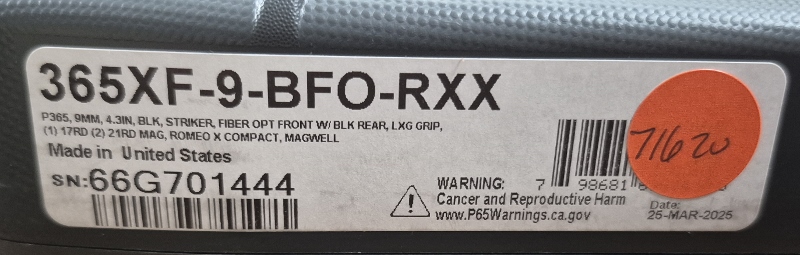 365XF-9-BFO-RXX
P365, 9MM, 4.3IN, BLK, STRIKER, FIBER OPT FRONT W/ BLK REAR, LXG GRIP,
(1) 17RD (2) 21RD MAG, ROMEO X COMPACT, MAGWELL
Made in United States
SN:66G701444
WARNING:
Cancer and Reproductive Harm
www.P65Warnings.ca.gov
7 98681
71620
Date:
25-MAR-2025